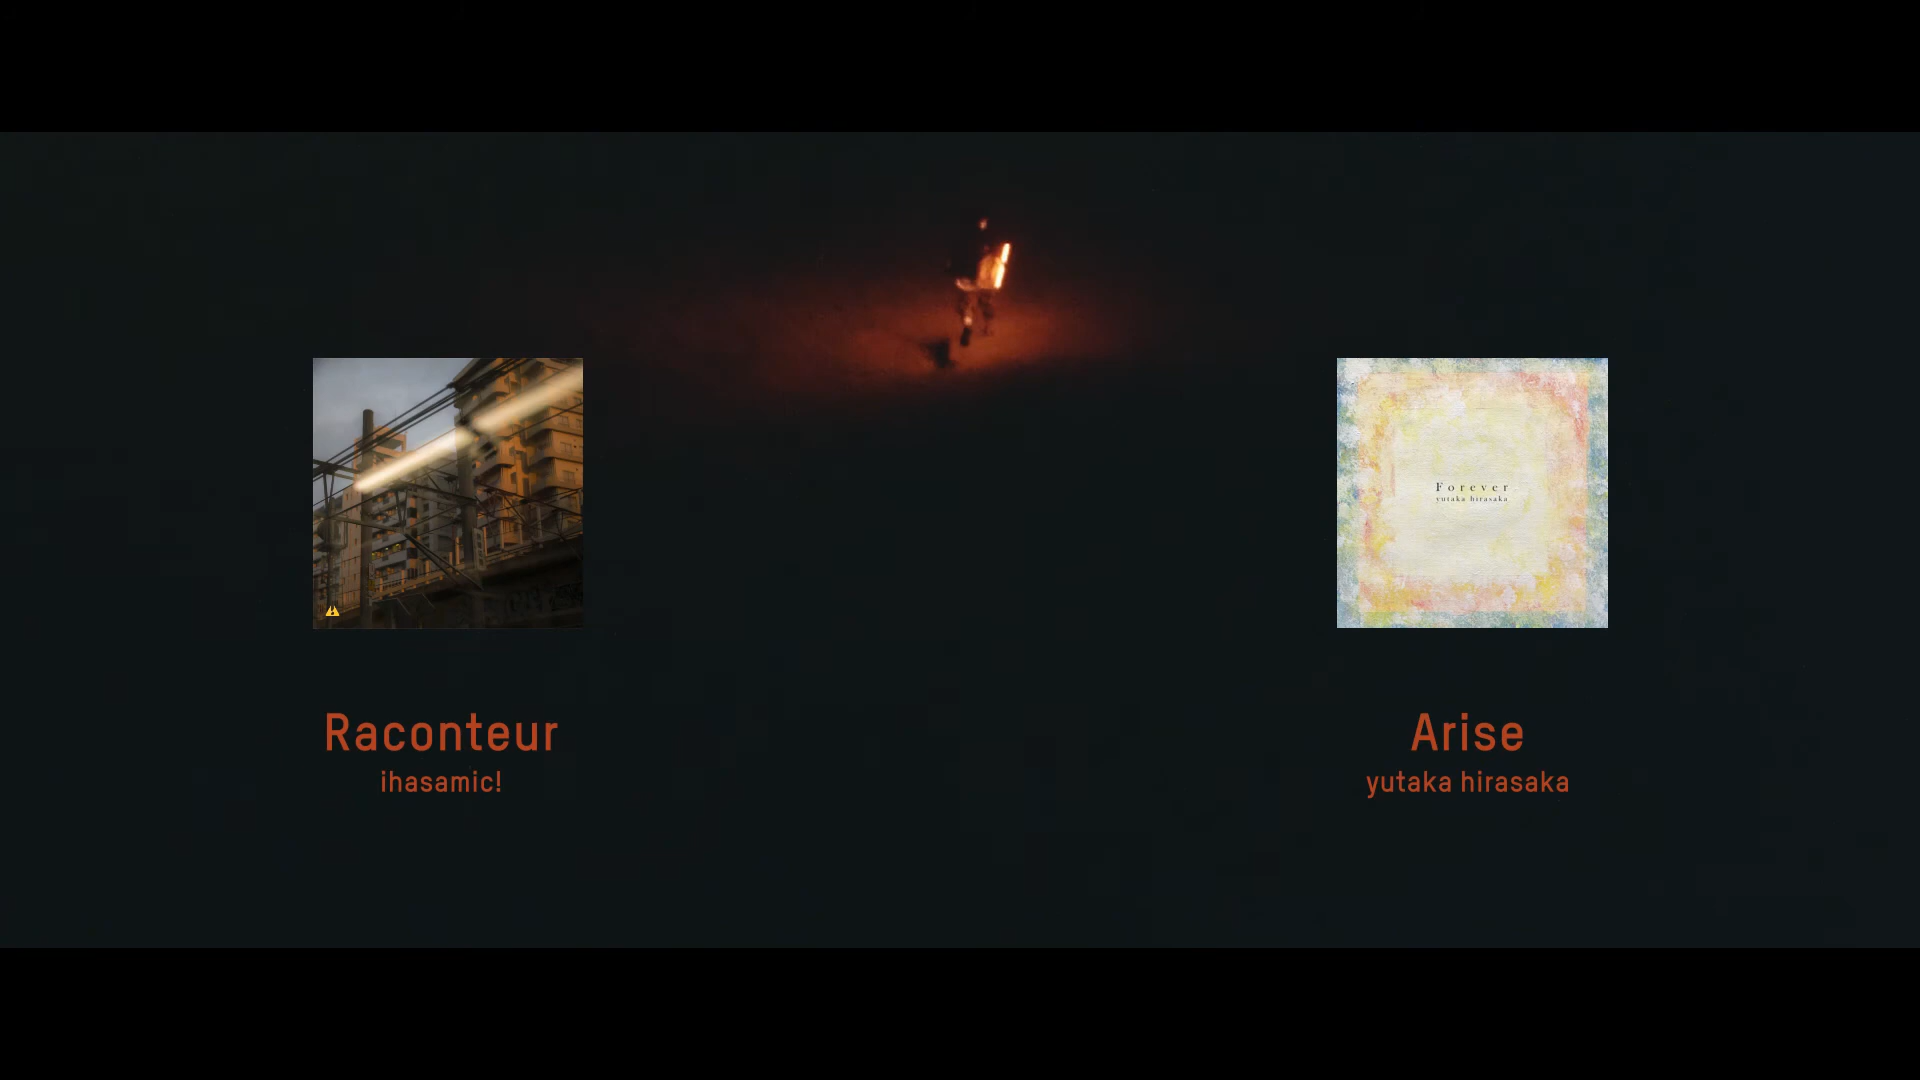 Forever
yutaka hirasaka
Raconteur
ihasamic!
Arise
yutaka hirasaka